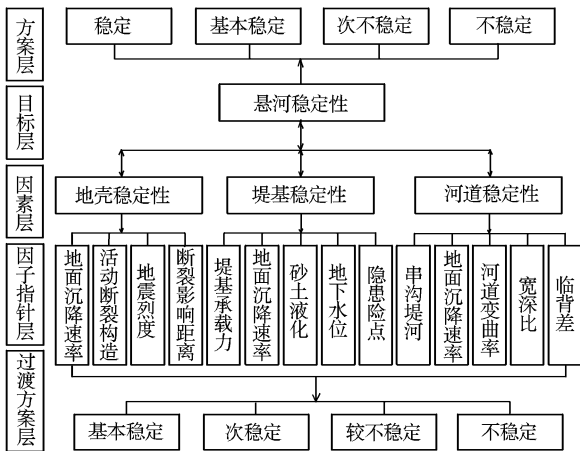 方案层
稳定
基本稳定
次不稳定
不稳定
目标层
悬河稳定性
因素层
地壳稳定性
堤基稳定性
河道稳定性
因子指针层
地面沉降速率
活动断裂构造
地震烈度
断裂影响距离
堤基承载力
地面沉降速率
砂土液化
地下水位
隐患险点
串沟堤河
地面沉降速率
河道变曲率
宽深比
临背差
过渡方案层
基本稳定
次稳定
较不稳定
不稳定